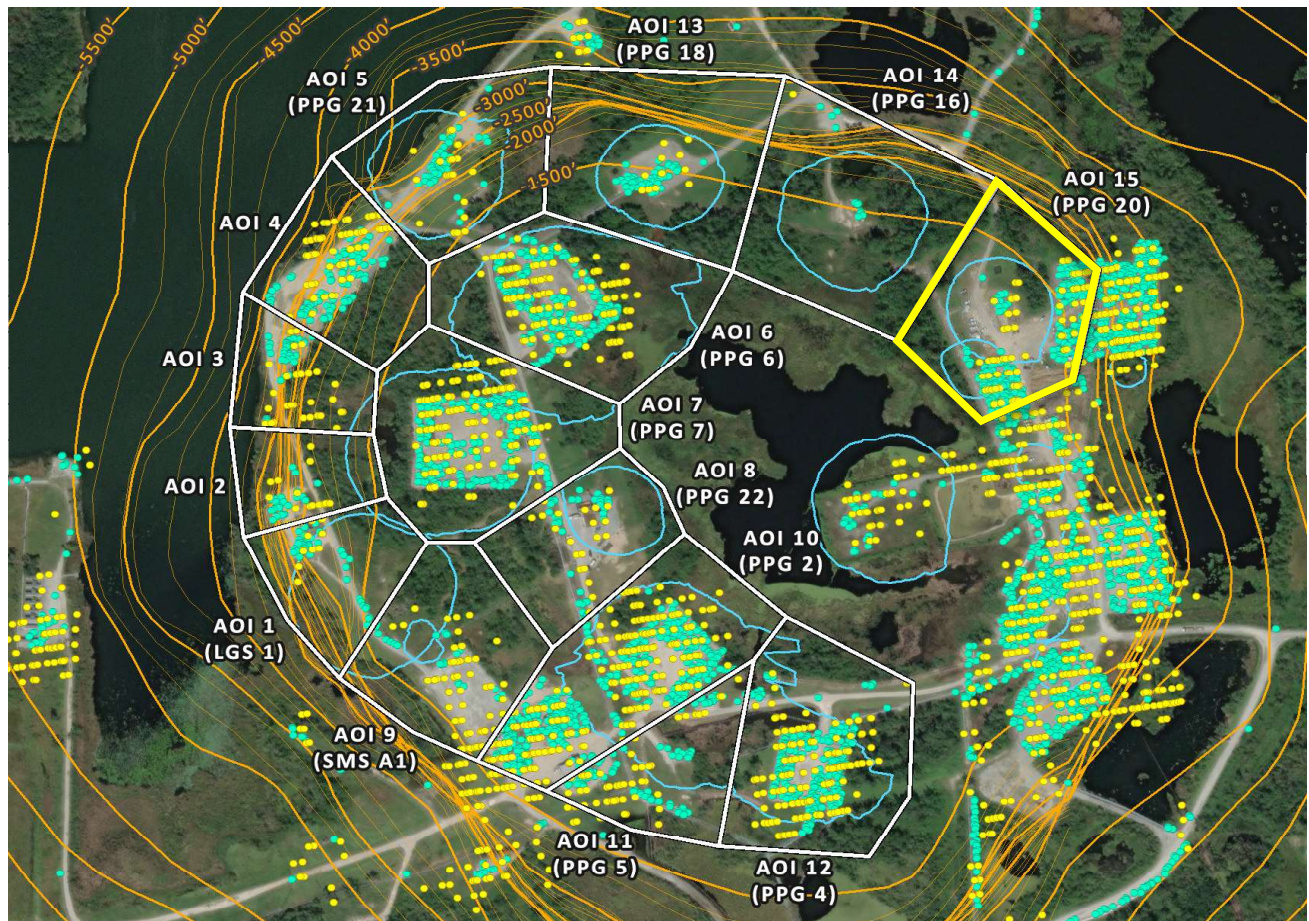 -5500'
-5000'
-4500'
-4000'
-3500'
-3000'
-2500'
-2000'
-1500'
AOI 13
(PPG 18)
AOI 14
(PPG 16)
AOI 5
(PPG 21)
AOI 15
(PPG 20)
AOI 4
AOI 3
AOI 6
(PPG 6)
AOI 7
(PPG 7)
AOI 2
AOI 8
(PPG 22)
AOI 10
(PPG 2)
AOI 1
(LGS 1)
AOI 9
(SMS A1)
AOI 11
(PPG 5)
AOI 12
(PPG 4)